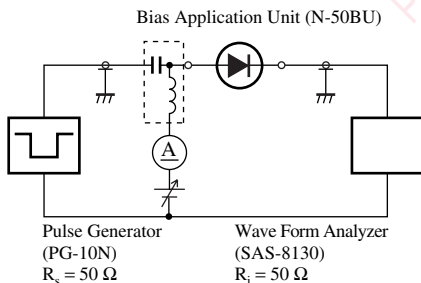 Bias Application Unit (N-50BU)
A
Pulse Generator
(PG-10N)
Rs = 50 Ω
Wave Form Analyzer
(SAS-8130)
Ri = 50 Ω